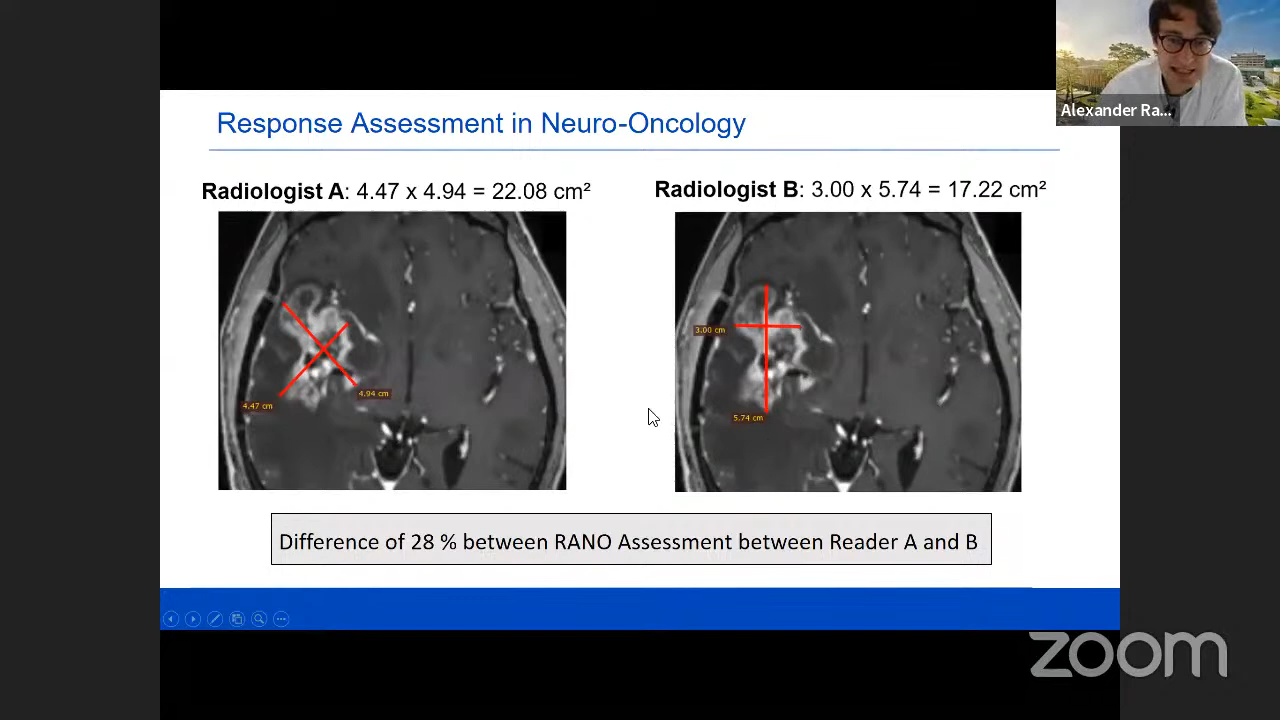 Alexander Ra...
Response Assessment in Neuro-Oncology
Radiologist A: 4.47 x 4.94 = 22.08 cm²
Radiologist B: 3.00 x 5.74 = 17.22 cm²
4.94 cm
4.47 cm
3.00 cm
5.74 cm
Difference of 28 % between RANO Assessment between Reader A and B
zoom